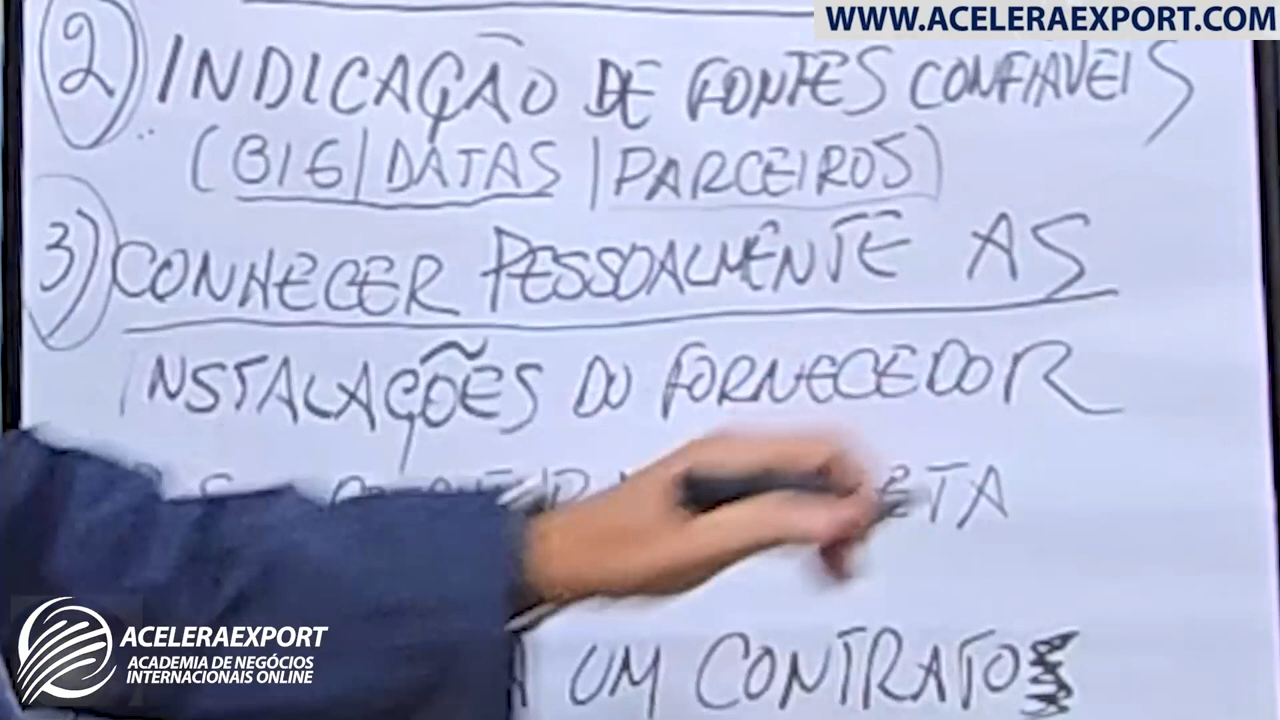 WWW.ACELERAEXPORT.COM
2) INDICAÇÃO DE FONTES CONFIÁVEIS
(BIG | DATAS | PARCEIROS)
3) CONHECER PESSOALMENTE AS
INSTALAÇÕES DO FORNECEDOR
UM CONTRATO
ACELERAEXPORT
ACADEMIA DE NEGÓCIOS
INTERNACIONAIS ONLINE